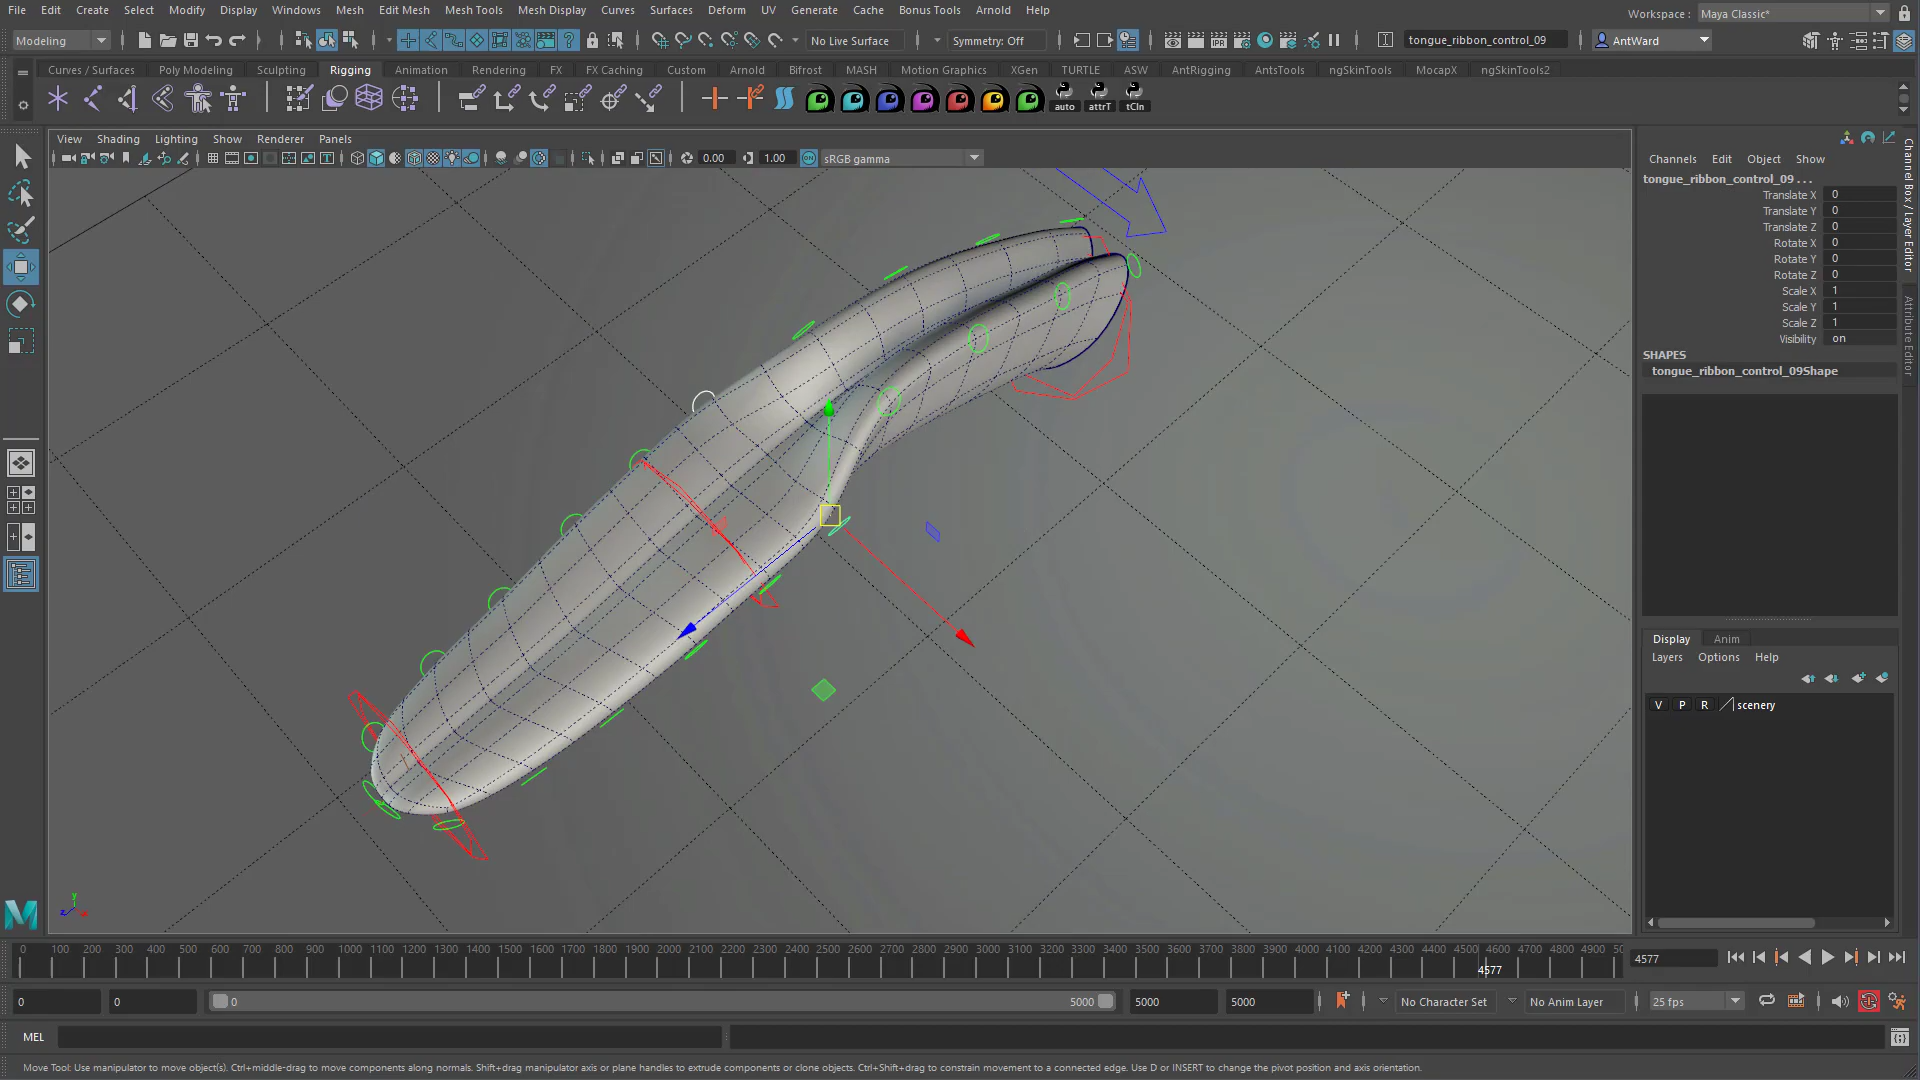 File Edit Create Select Modify Display Windows Mesh Edit Mesh Mesh Tools Mesh Display Curves Surfaces Deform UV Generate Cache Bonus Tools Arnold Help
Workspace : Maya Classic*
Modeling No Live Surface Symmetry: Off IPR tongue_ribbon_control_09 AntWard
Curves / Surfaces Poly Modeling Sculpting Rigging Animation Rendering FX FX Caching Custom Arnold Bifrost MASH Motion Graphics XGen TURTLE ASW AntRigging AntsTools ngSkinTools MocapX ngSkinTools2
auto attrT tCln
View Shading Lighting Show Renderer Panels
0.00 1.00 ON sRGB gamma
Channels Edit Object Show
tongue_ribbon_control_09 . . .
Translate X 0
Translate Y 0
Translate Z 0
Rotate X 0
Rotate Y 0
Rotate Z 0
Scale X 1
Scale Y 1
Scale Z 1
Visibility on
SHAPES
tongue_ribbon_control_09Shape
Channel Box / Layer Editor
Attribute Editor
Display Anim
Layers Options Help
V P R scenery
y
z x
0 100 200 300 400 500 600 700 800 900 1000 1100 1200 1300 1400 1500 1600 1700 1800 1900 2000 2100 2200 2300 2400 2500 2600 2700 2800 2900 3000 3100 3200 3300 3400 3500 3600 3700 3800 3900 4000 4100 4200 4300 4400 4500 4600 4700 4800 4900 50
4577
4577
0 0 0 5000 5000 5000 No Character Set No Anim Layer 25 fps
MEL
Move Tool: Use manipulator to move object(s). Ctrl+middle-drag to move components along normals. Shift+drag manipulator axis or plane handles to extrude components or clone objects. Ctrl+Shift+drag to constrain movement to a connected edge. Use D or INSERT to change the pivot position and axis orientation.